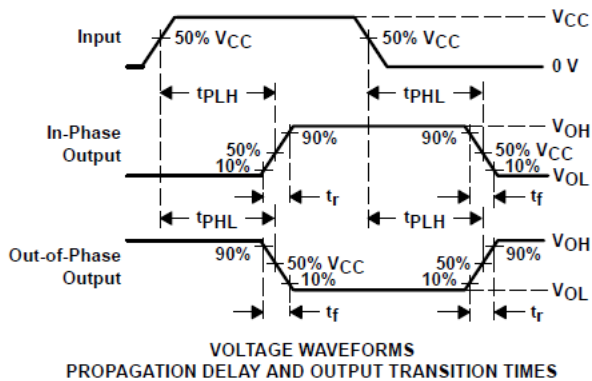 Input
50% VCC
50% VCC
VCC
0 V
tPLH
tPHL
In-Phase
Output
50%
10%
90%
90%
VOH
50% VCC
10%
VOL
tr
tf
tPHL
tPLH
Out-of-Phase
Output
90%
50% VCC
10%
50%
10%
90%
VOH
VOL
tf
tr
VOLTAGE WAVEFORMS
PROPAGATION DELAY AND OUTPUT TRANSITION TIMES